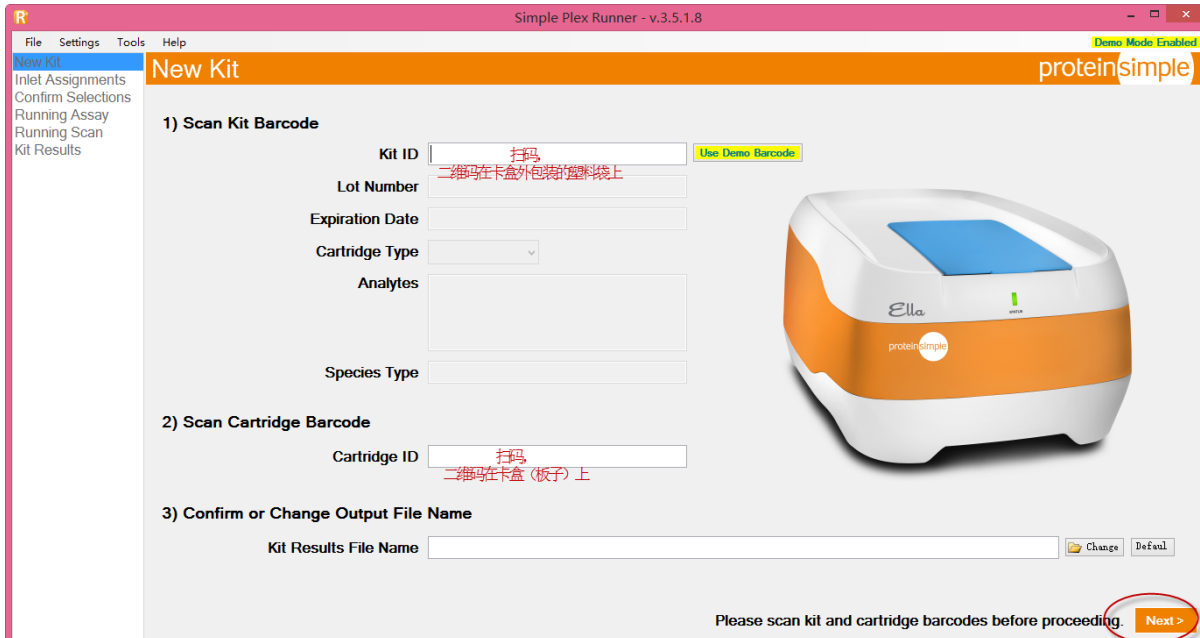 Simple Plex Runner - v.3.5.1.8
File Settings Tools Help
Demo Mode Enabled
New Kit
Inlet Assignments
Confirm Selections
Running Assay
Running Scan
Kit Results
New Kit
proteinsimple
1) Scan Kit Barcode
Kit ID
扫码,
Use Demo Barcode
二维码在卡盒外包装的塑料袋上
Lot Number
Expiration Date
Cartridge Type
Analytes
Species Type
Ella
STATUS
proteinsimple
2) Scan Cartridge Barcode
Cartridge ID
扫码,
二维码在卡盒（板子）上
3) Confirm or Change Output File Name
Kit Results File Name
Change
Defaul
Please scan kit and cartridge barcodes before proceeding.
Next >